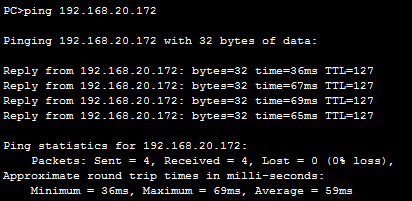 PC>ping 192.168.20.172
Pinging 192.168.20.172 with 32 bytes of data:
Reply from 192.168.20.172: bytes=32 time=36ms TTL=127
Reply from 192.168.20.172: bytes=32 time=67ms TTL=127
Reply from 192.168.20.172: bytes=32 time=69ms TTL=127
Reply from 192.168.20.172: bytes=32 time=65ms TTL=127
Ping statistics for 192.168.20.172:
    Packets: Sent = 4, Received = 4, Lost = 0 (0% loss),
Approximate round trip times in milli-seconds:
    Minimum = 36ms, Maximum = 69ms, Average = 59ms